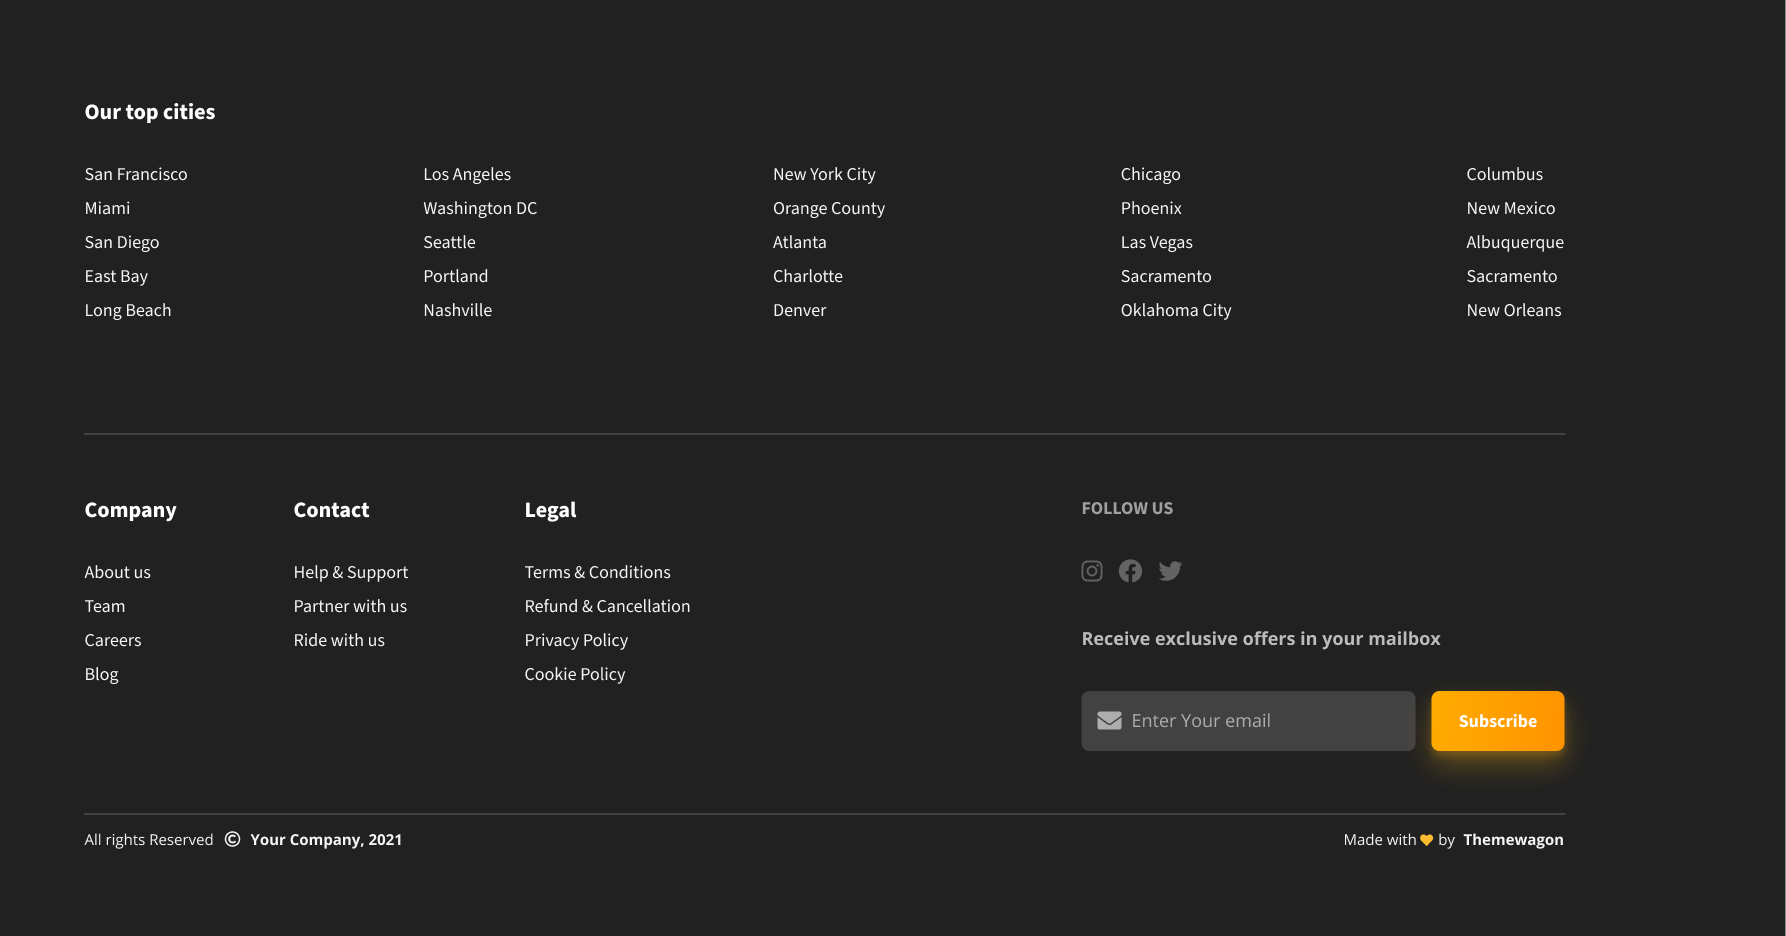 Our top cities
San Francisco
Miami
San Diego
East Bay
Long Beach
Los Angeles
Washington DC
Seattle
Portland
Nashville
New York City
Orange County
Atlanta
Charlotte
Denver
Chicago
Phoenix
Las Vegas
Sacramento
Oklahoma City
Columbus
New Mexico
Albuquerque
Sacramento
New Orleans
Company
About us
Team
Careers
Blog
Contact
Help & Support
Partner with us
Ride with us
Legal
Terms & Conditions
Refund & Cancellation
Privacy Policy
Cookie Policy
FOLLOW US
Receive exclusive offers in your mailbox
Enter Your email
Subscribe
All rights Reserved © Your Company, 2021
Made with 🧡 by Themewagon